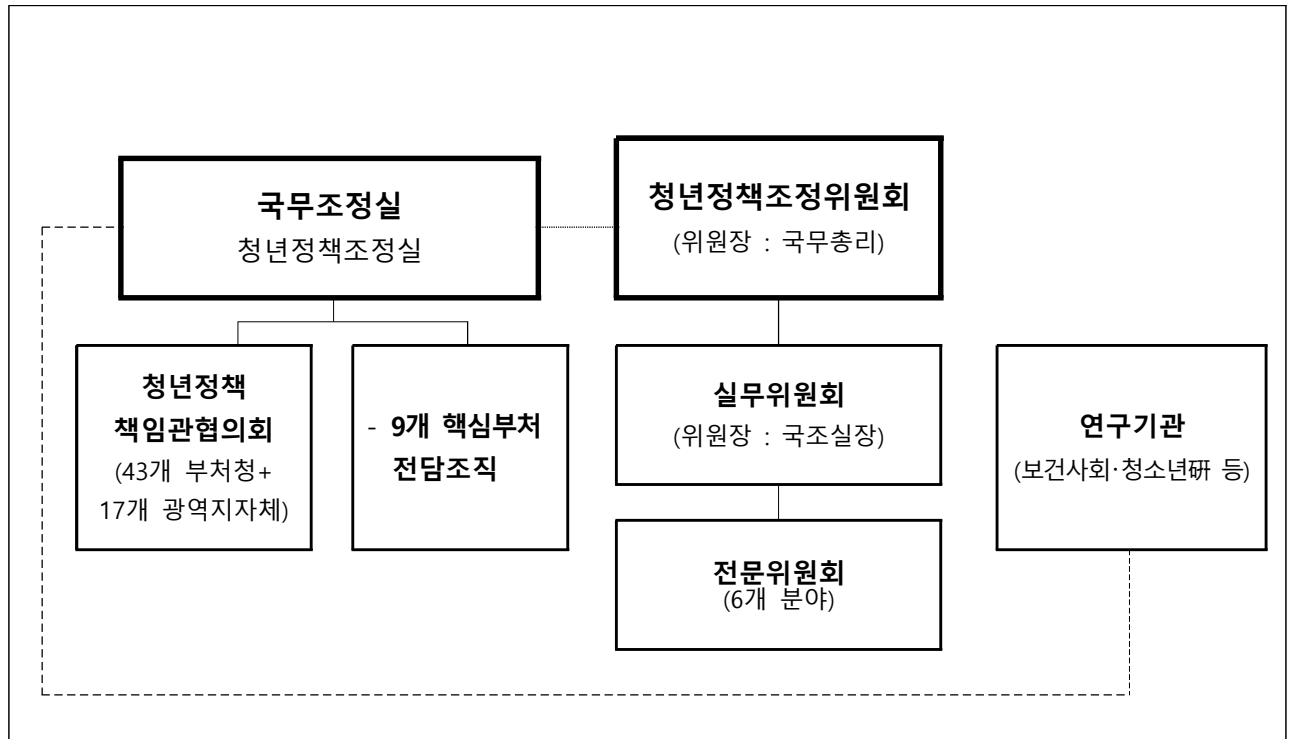 국무조정실
청년정책조정실
청년정책조정위원회
(위원장 : 국무총리)
청년정책
책임관협의회
(43개 부처청+
17개 광역지자체)
- 9개 핵심부처
전담조직
실무위원회
(위원장 : 국조실장)
연구기관
(보건사회·청소년硏 등)
전문위원회
(6개 분야)